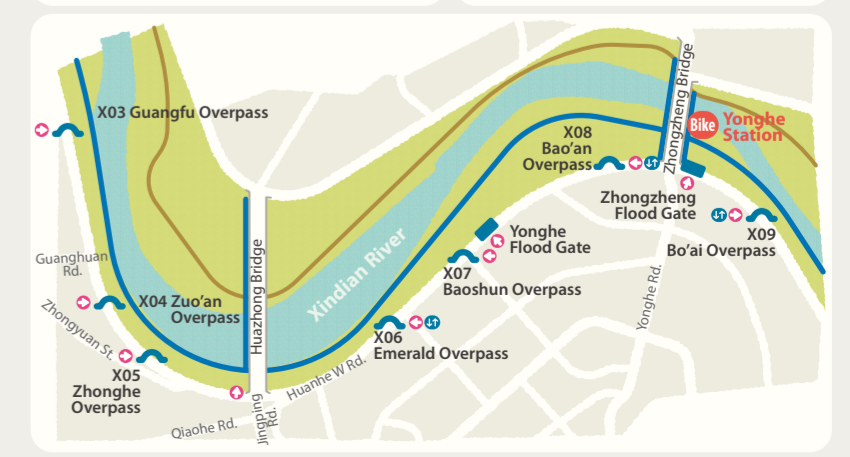 X03 Guangfu Overpass
Guanghuan
Rd.
X04 Zuo'an
Overpass
Zhongyuan St.
X05
Zhonghe
Overpass
Qiaohe Rd.
Jingping
Rd.
Huazhong Bridge
Huanhe W Rd.
Xindian River
X06
Emerald Overpass
X07
Baoshun Overpass
Yonghe
Flood Gate
X08
Bao'an
Overpass
Zhongzheng Bridge
Bike
Yonghe
Station
Zhongzheng
Flood Gate
X09
Bo'ai Overpass
Yonghe Rd.